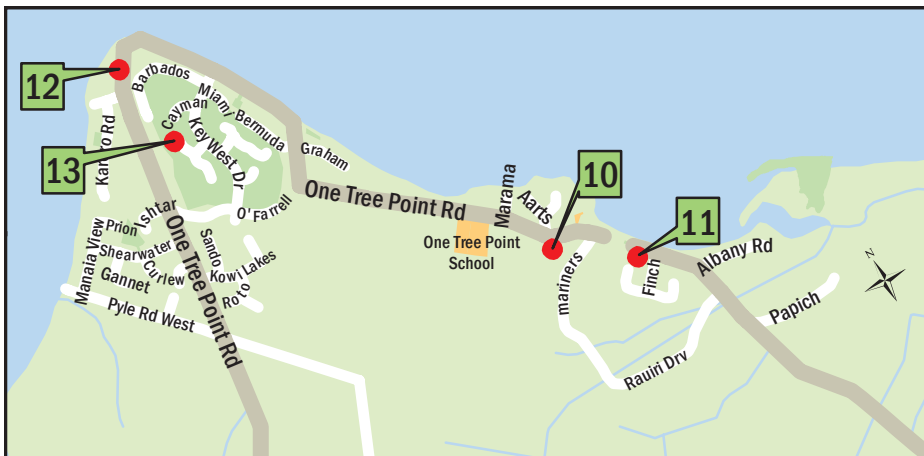 12
Barbados
Miami
Bermuda
Cayman
Key West Dr
Graham
13
Kamoro Rd
O'Farrell
One Tree Point Rd
Marama
Aarts
10
11
One Tree Point
School
Albany Rd
N
Ishtar
Prion
Shearwater
Manaia View
Gannet
Curlew
Sando
Kowi Lakes
Roto
One Tree Point Rd
Pyle Rd West
mariners
Finch
Papich
Rauiri Drv